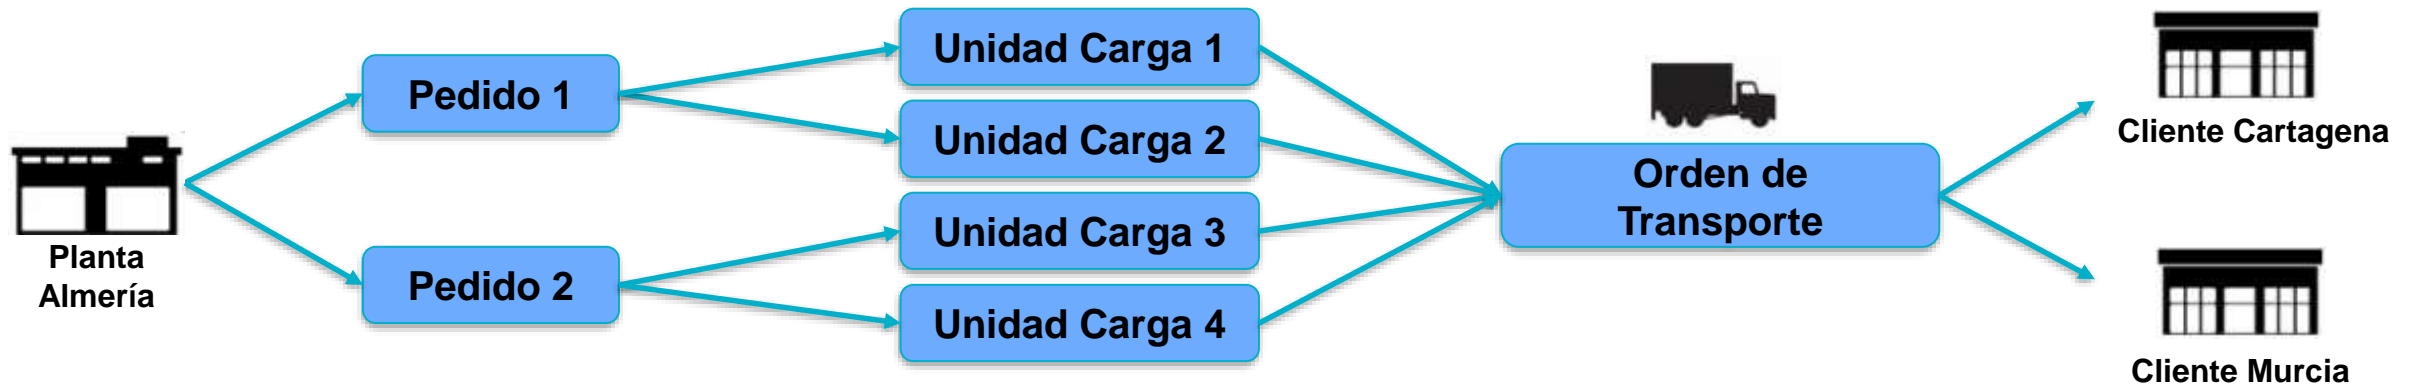 Planta
Almería
Pedido 1
Pedido 2
Unidad Carga 1
Unidad Carga 2
Unidad Carga 3
Unidad Carga 4
Orden de
Transporte
Cliente Cartagena
Cliente Murcia